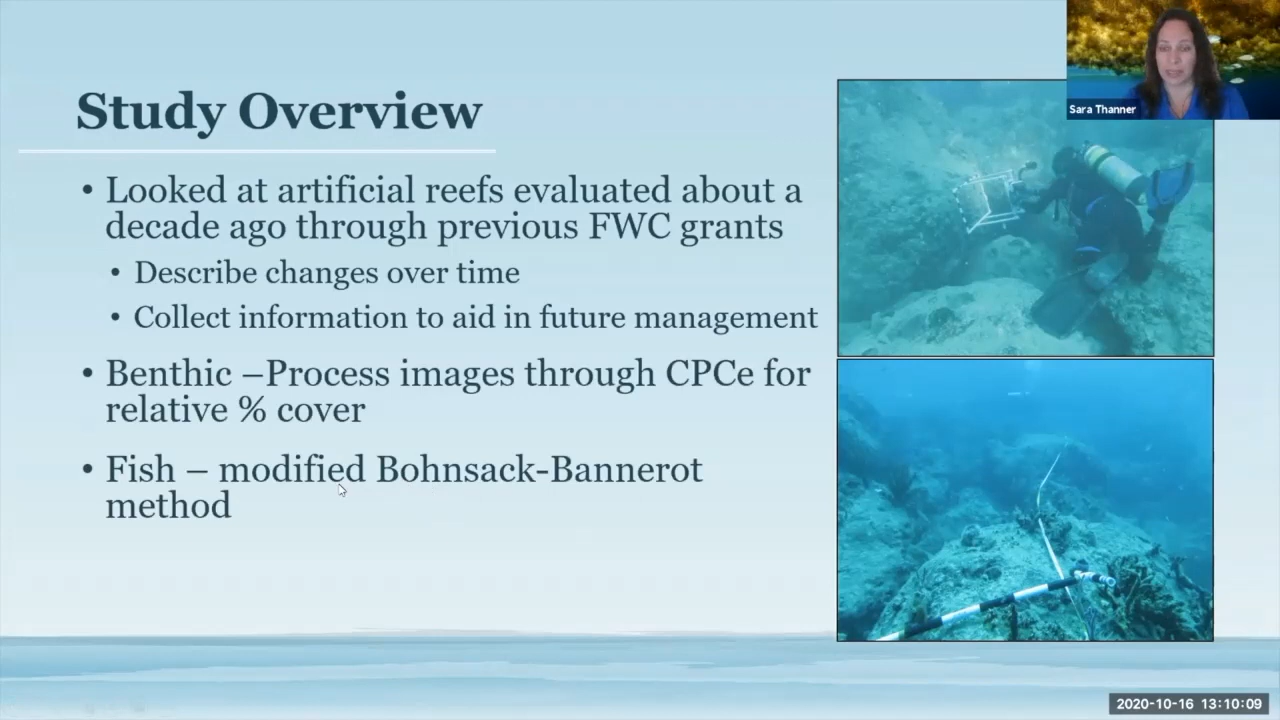 Study Overview
• Looked at artificial reefs evaluated about a
decade ago through previous FWC grants
• Describe changes over time
• Collect information to aid in future management
• Benthic –Process images through CPCe for
relative % cover
• Fish – modified Bohnsack-Bannerot
method
Sara Thanner
2020-10-16 13:10:09